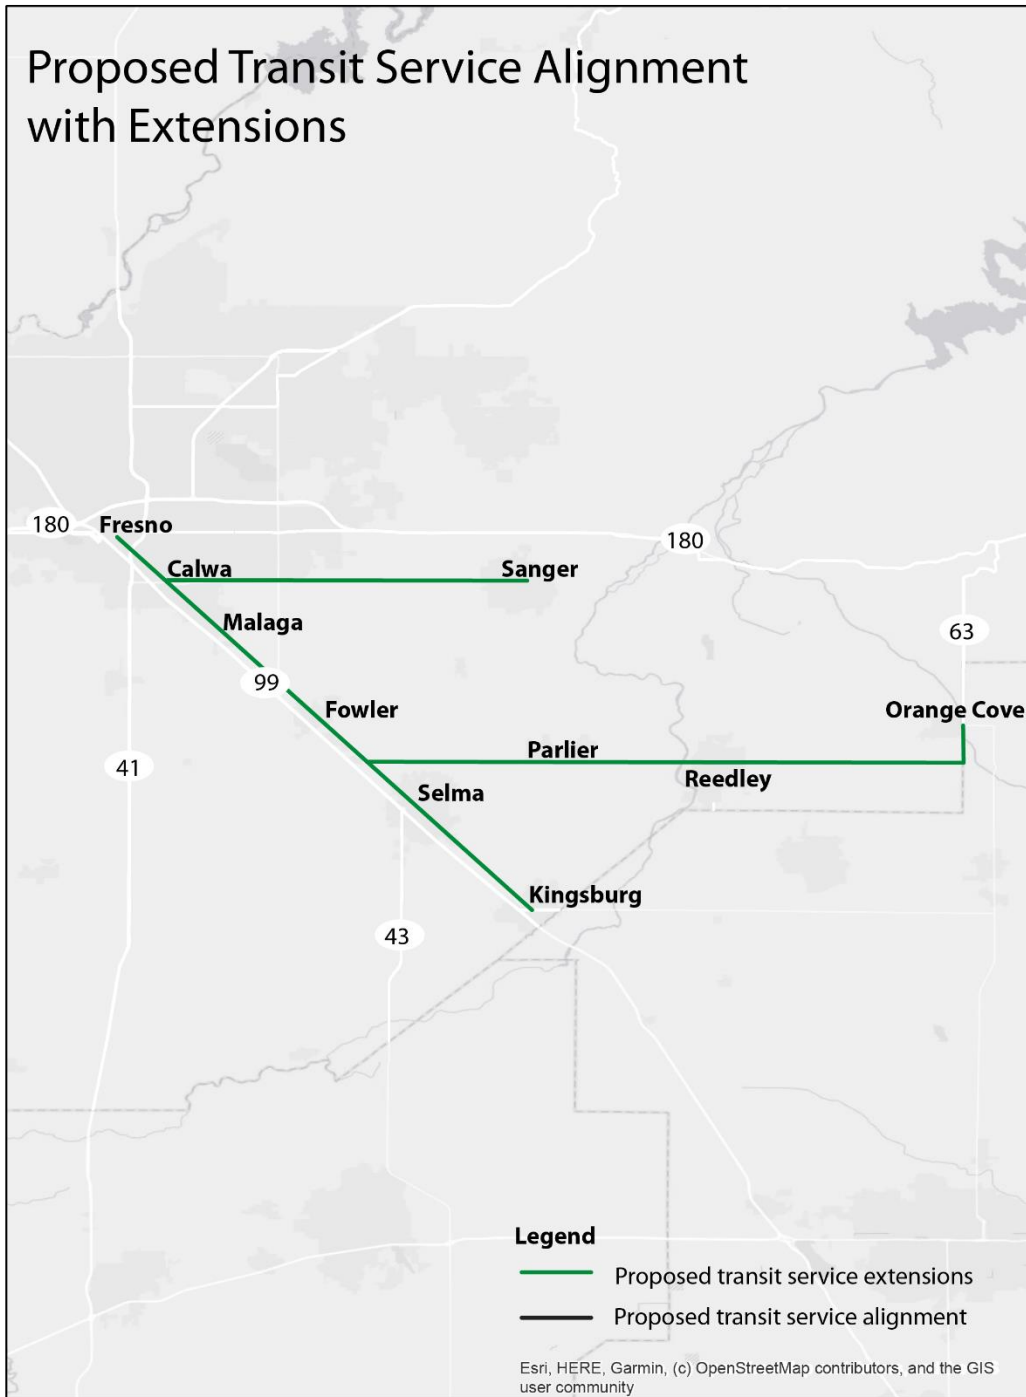 Proposed Transit Service Alignment
with Extensions
180
Fresno
180
Calwa
Sanger
Malaga
63
99
Fowler
Orange Cove
41
Parlier
Reedley
Selma
Kingsburg
43
Legend
Proposed transit service extensions
Proposed transit service alignment
Esri, HERE, Garmin, (c) OpenStreetMap contributors, and the GIS
user community